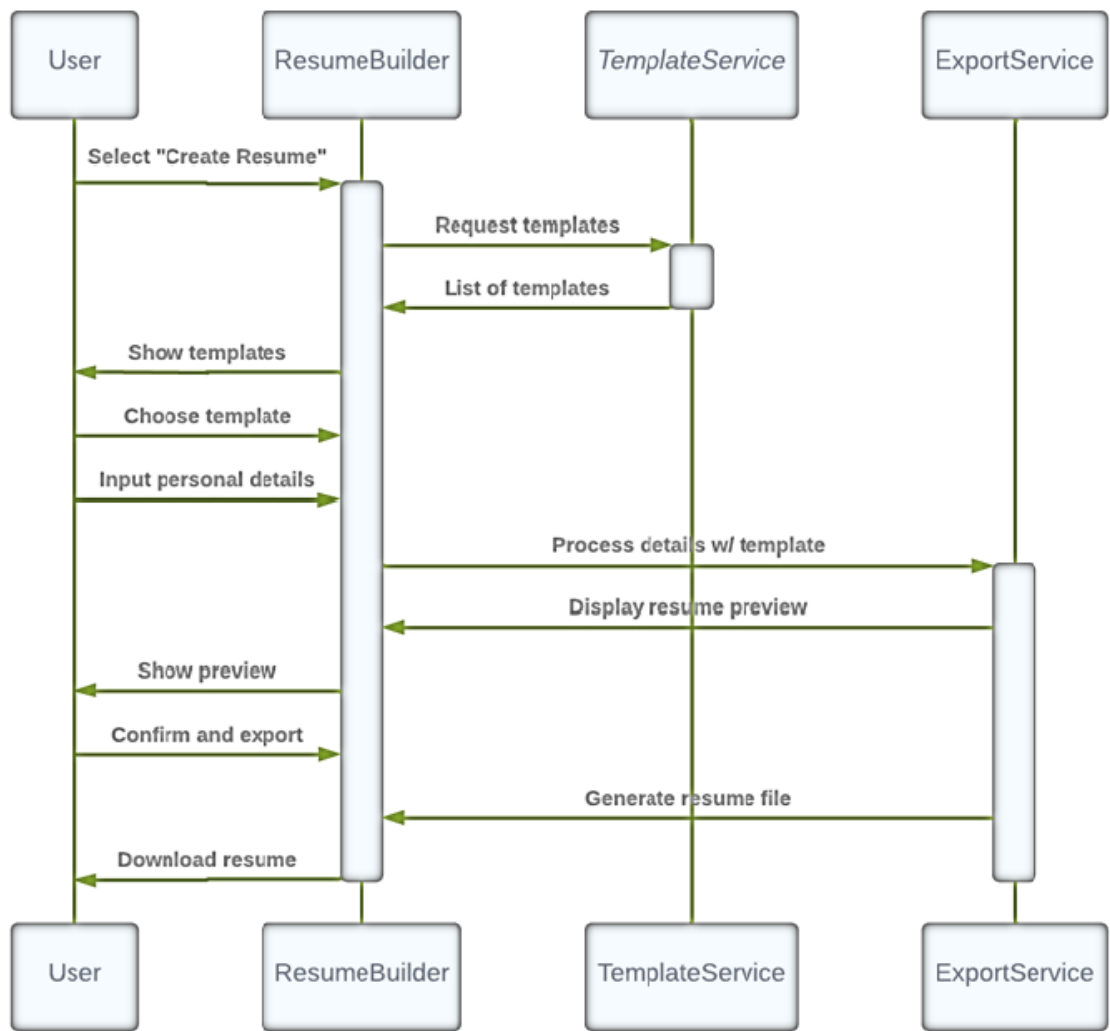 User
ResumeBuilder
TemplateService
ExportService
Select "Create Resume"
Request templates
List of templates
Show templates
Choose template
Input personal details
Process details w/ template
Display resume preview
Show preview
Confirm and export
Generate resume file
Download resume
User
ResumeBuilder
TemplateService
ExportService